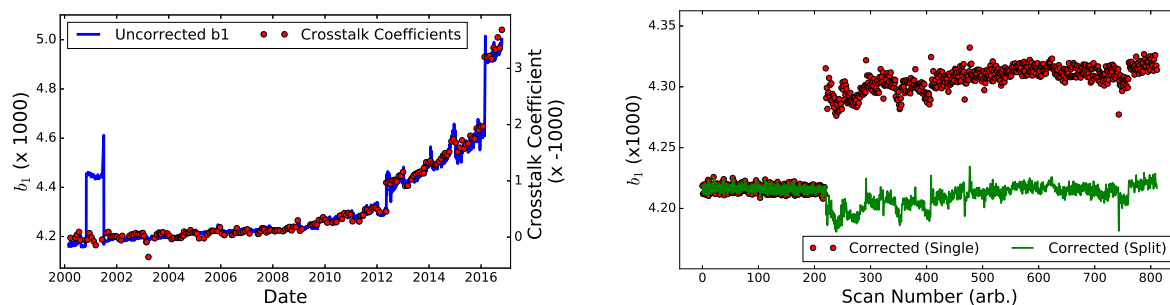 Uncorrected b1
Crosstalk Coefficients
5.0
4.8
4.6
4.4
4.2
b1 (x 1000)
3
2
1
0
Crosstalk Coefficient
(x -1000)
2000 2002 2004 2006 2008 2010 2012 2014 2016
Date
4.35
4.30
4.25
4.20
b1 (x1000)
Corrected (Single)
Corrected (Split)
0 100 200 300 400 500 600 700 800
Scan Number (arb.)